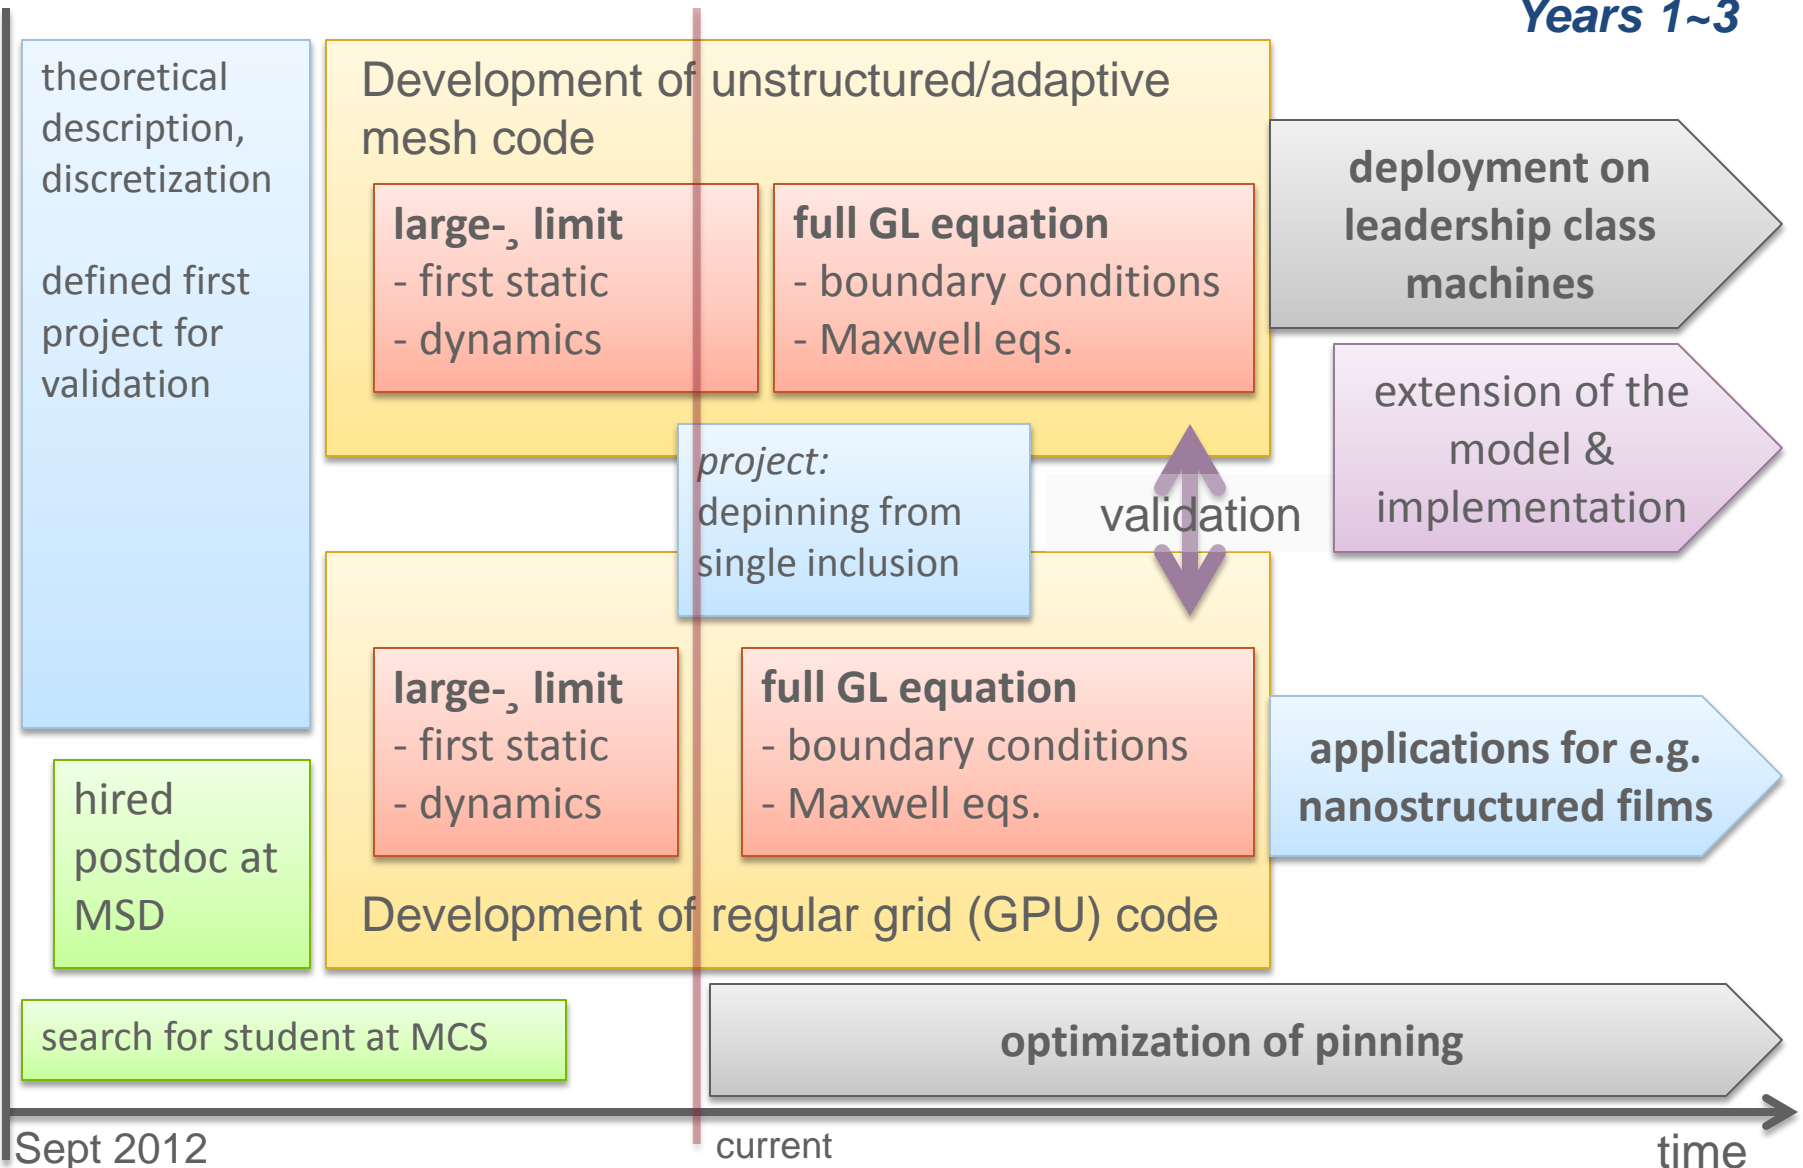 Years 1~3
theoretical
description,
discretization
defined first
project for
validation
Development of unstructured/adaptive
mesh code
large-¸ limit
- first static
- dynamics
full GL equation
- boundary conditions
- Maxwell eqs.
deployment on
leadership class
machines
extension of the
model &
implementation
project:
depinning from
single inclusion
validation
large-¸ limit
- first static
- dynamics
full GL equation
- boundary conditions
- Maxwell eqs.
Development of regular grid (GPU) code
applications for e.g.
nanostructured films
hired
postdoc at
MSD
search for student at MCS
optimization of pinning
Sept 2012
current
time